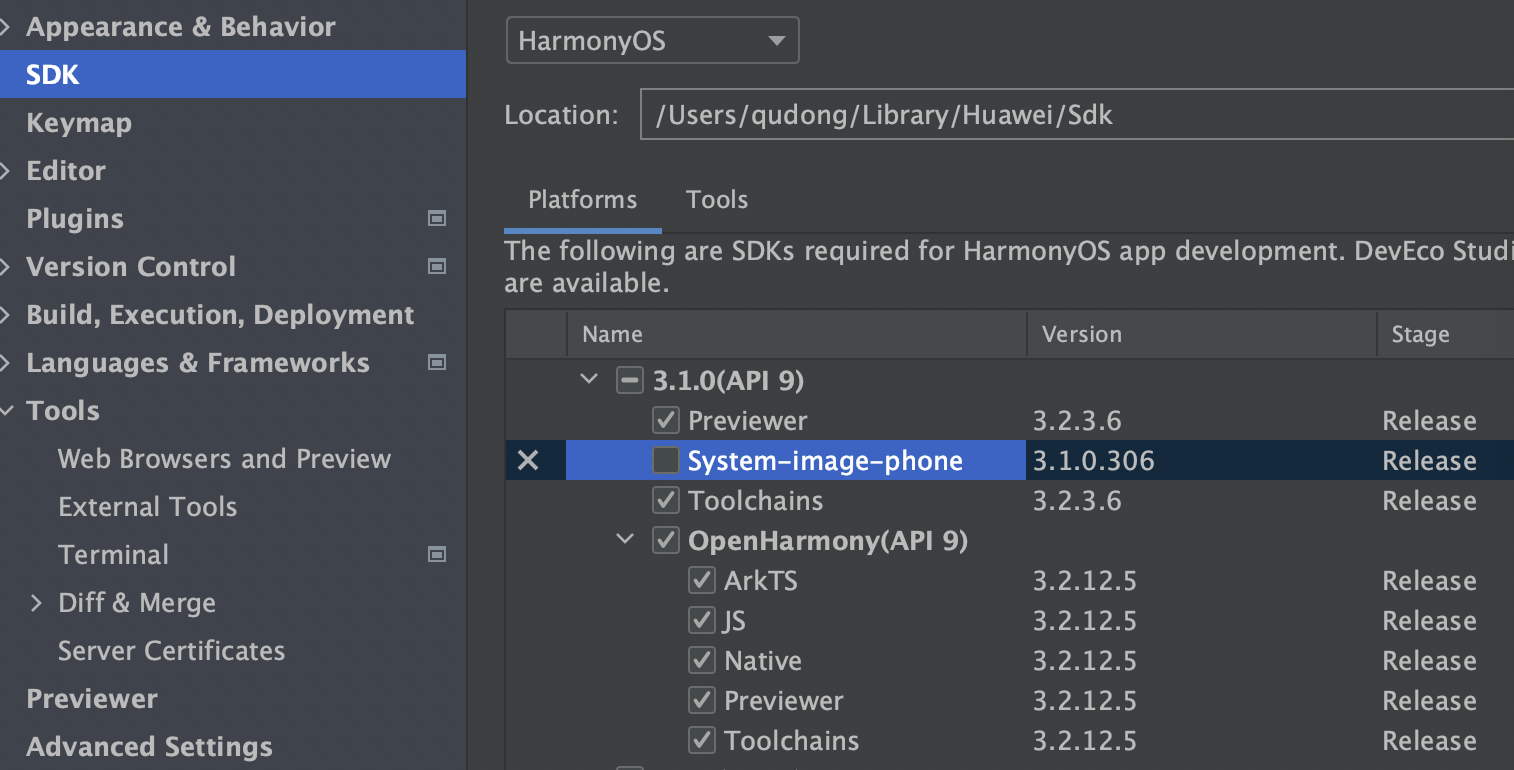 Appearance & Behavior
SDK
Keymap
Editor
Plugins
Version Control
Build, Execution, Deployment
Languages & Frameworks
Tools
Web Browsers and Preview
External Tools
Terminal
Diff & Merge
Server Certificates
Previewer
Advanced Settings
HarmonyOS
Location: /Users/qudong/Library/Huawei/Sdk
Platforms Tools
The following are SDKs required for HarmonyOS app development. DevEco Studi
are available.
Name Version Stage
3.1.0(API 9)
Previewer 3.2.3.6 Release
System-image-phone 3.1.0.306 Release
Toolchains 3.2.3.6 Release
OpenHarmony(API 9)
ArkTS 3.2.12.5 Release
JS 3.2.12.5 Release
Native 3.2.12.5 Release
Previewer 3.2.12.5 Release
Toolchains 3.2.12.5 Release